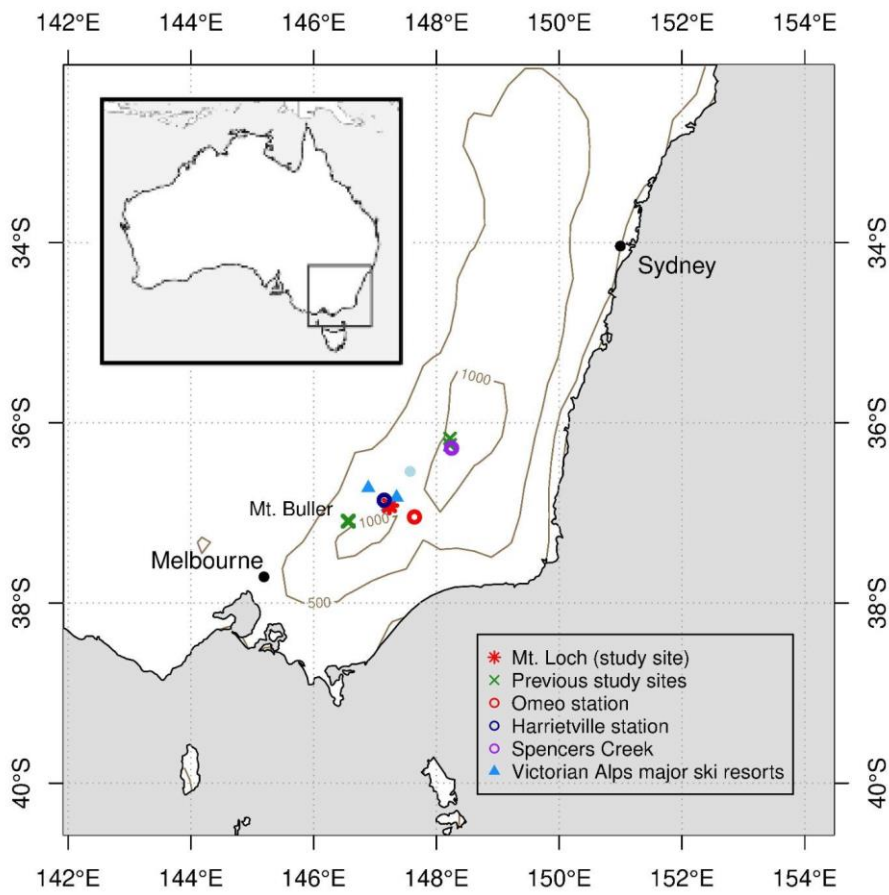 142°E 144°E 146°E 148°E 150°E 152°E 154°E
34°S 34°S
Sydney
1000
36°S 36°S
Mt. Buller
1000
Melbourne
500
38°S 38°S
Mt. Loch (study site)
Previous study sites
Omeo station
Harrietville station
Spencers Creek
Victorian Alps major ski resorts
40°S 40°S
142°E 144°E 146°E 148°E 150°E 152°E 154°E